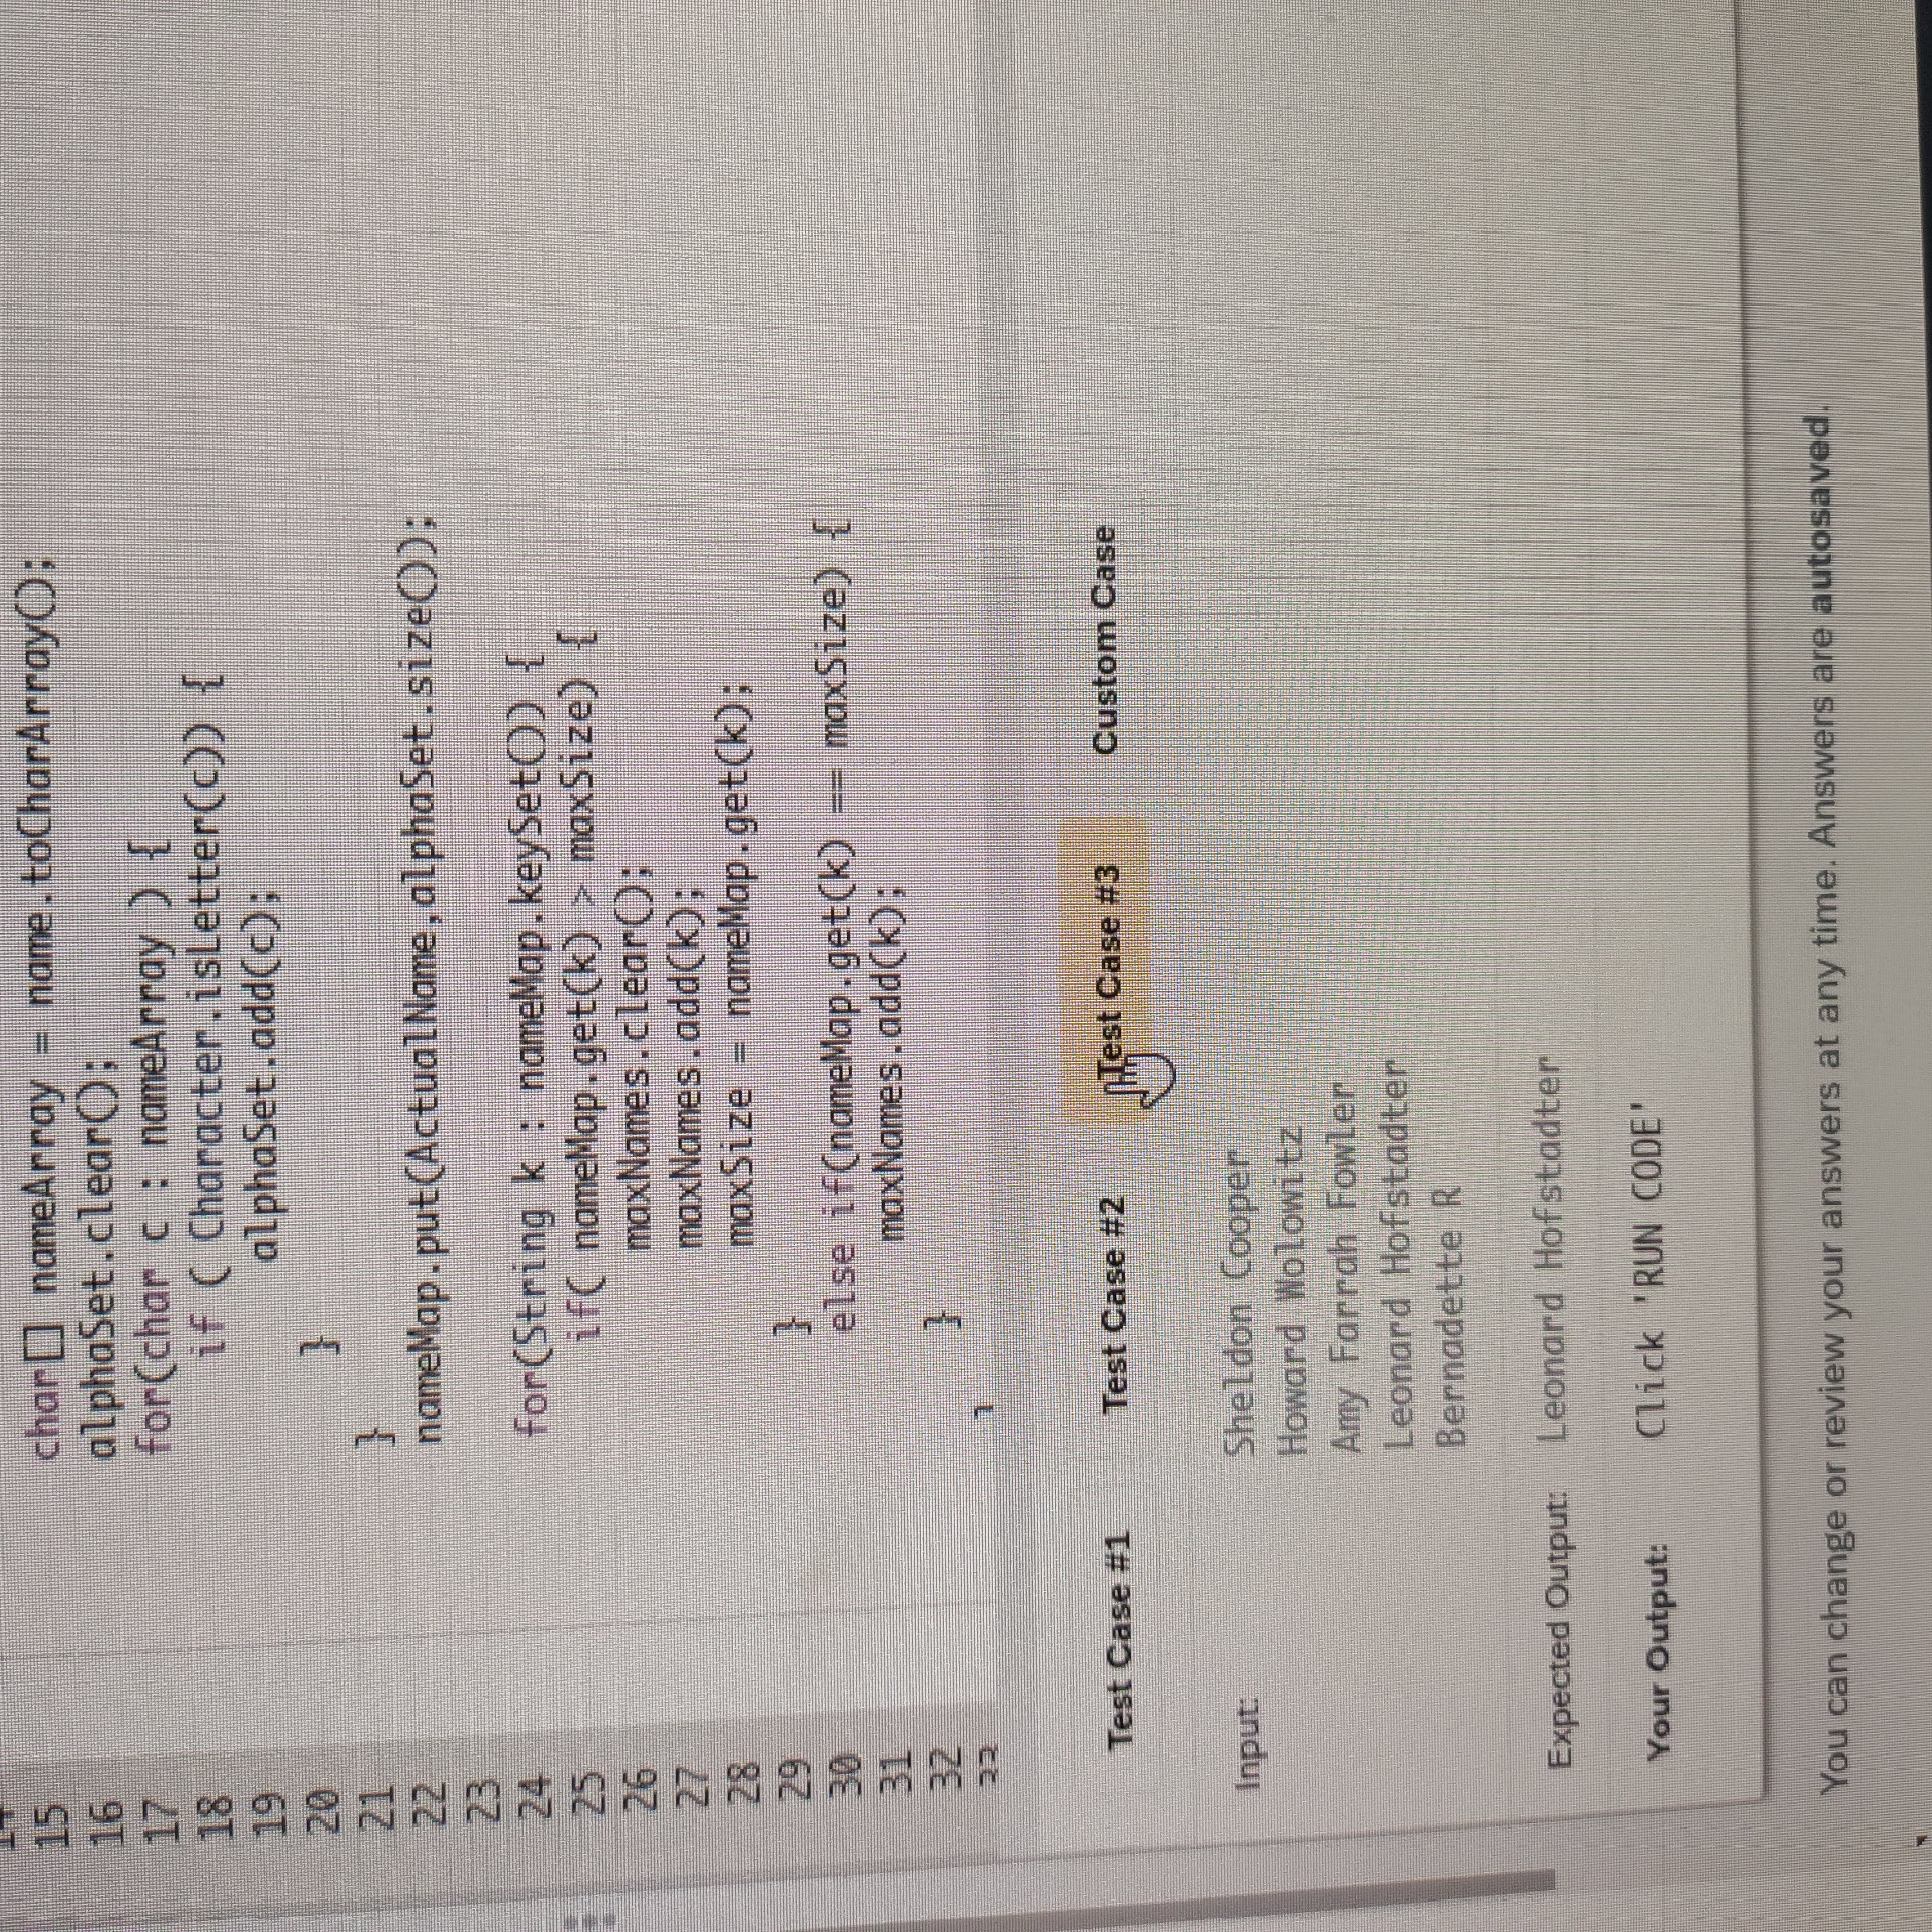 15 char[] nameArray = name.toCharArray();
16 alphaSet.clear();
17 for(char c : nameArray ) {
18 if ( Character.isLetter(c)) {
19 alphaSet.add(c);
20 }
21 }
22 nameMap.put(ActualName,alphaSet.size());
23
24 for(String k : nameMap.keySet()) {
25 if( nameMap.get(k) > maxSize) {
26 maxNames.clear();
27 maxNames.add(k);
28 maxSize = nameMap.get(k);
29 }
30 else if(nameMap.get(k) == maxSize) {
31 maxNames.add(k);
32 }
33 }
Test Case #1 Test Case #2 Test Case #3 Custom Case
Input: Sheldon Cooper
Howard Wolowitz
Amy Farrah Fowler
Leonard Hofstadter
Bernadette R
Expected Output: Leonard Hofstadter
Your Output: Click 'RUN CODE'
You can change or review your answers at any time. Answers are autosaved.